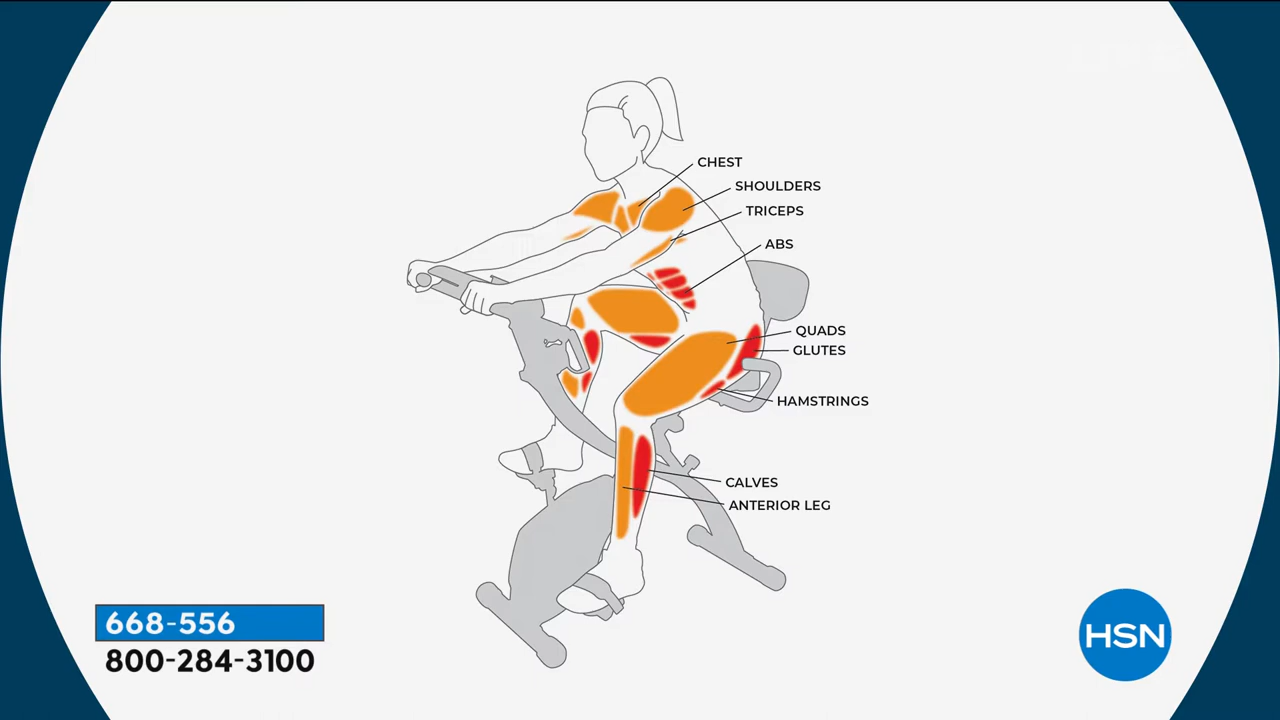 CHEST
SHOULDERS
TRICEPS
ABS
QUADS
GLUTES
HAMSTRINGS
CALVES
ANTERIOR LEG
668-556
800-284-3100
HSN